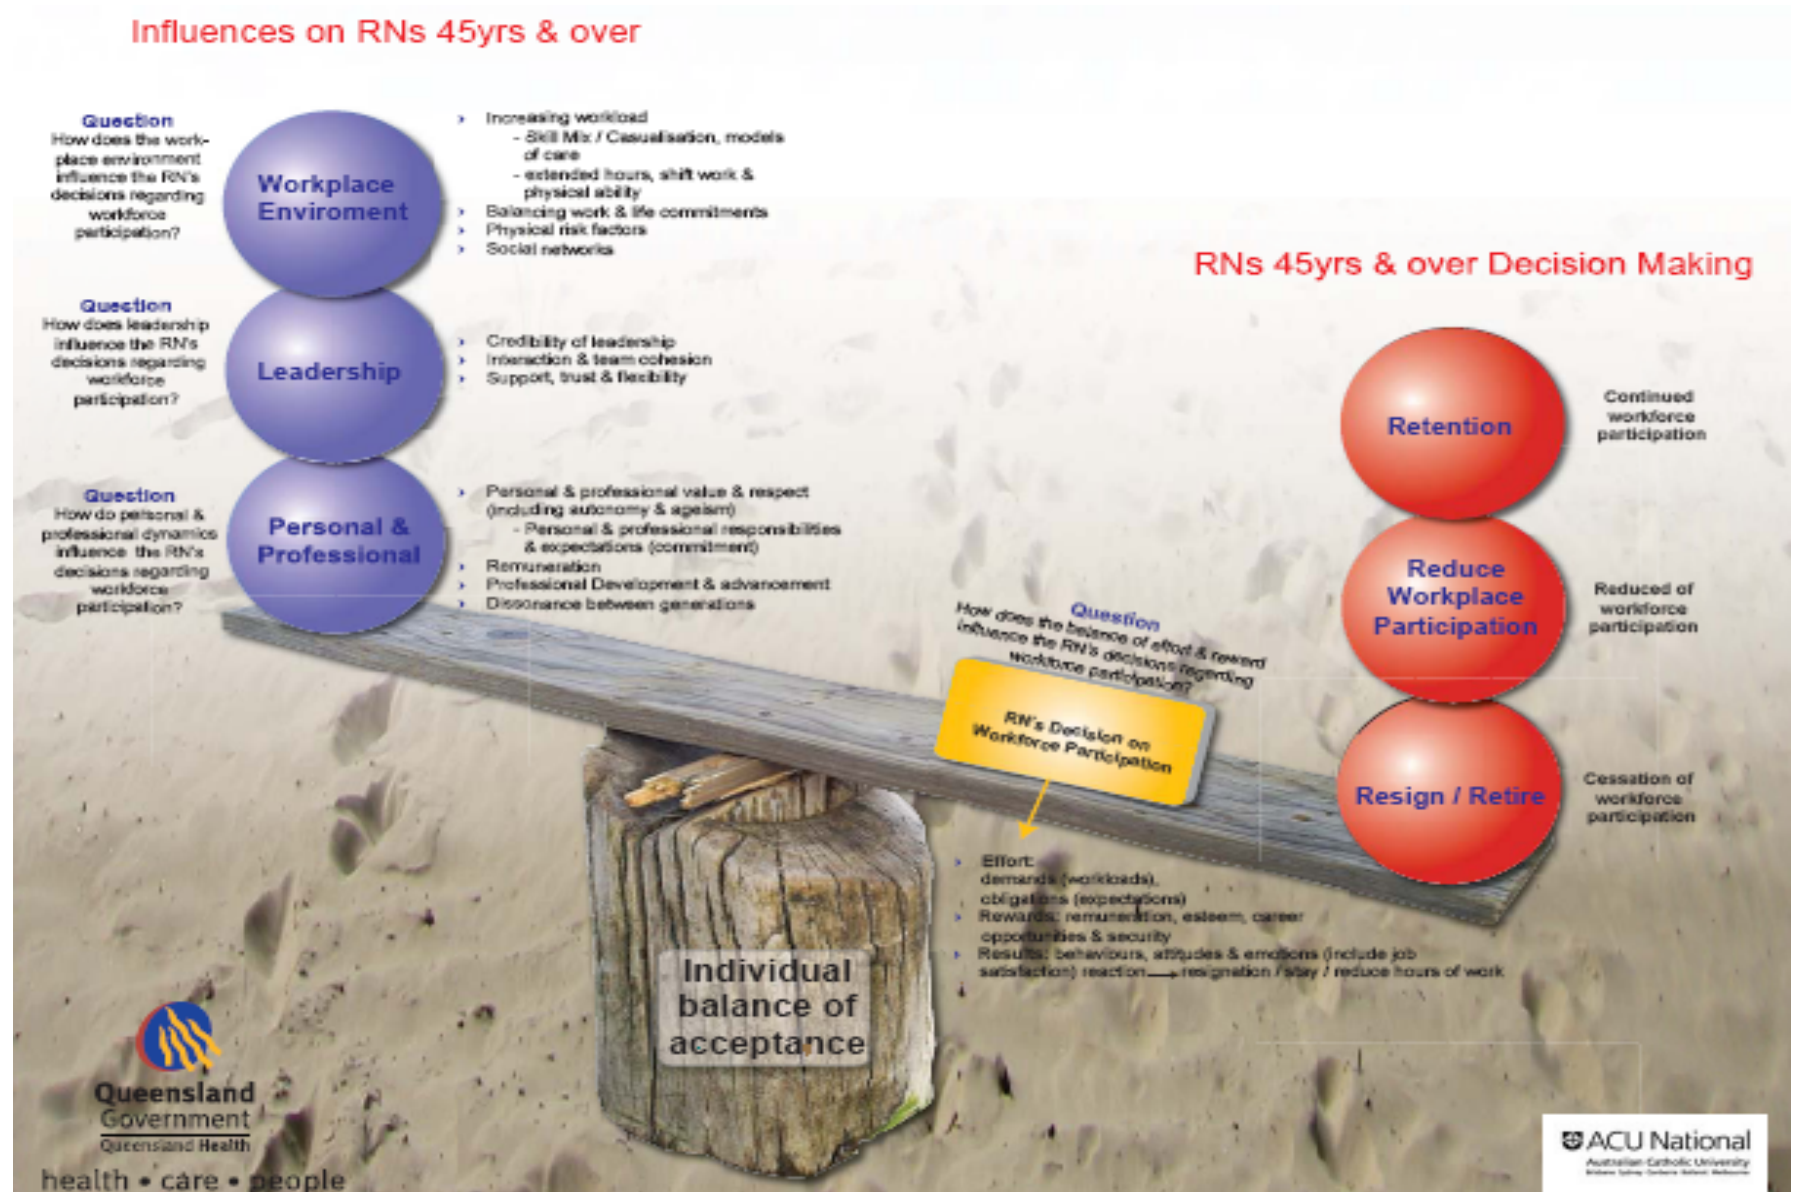 Influences on RNs 45yrs & over
Question
How does the work-
place environment
influence the RN's
decisions regarding
workforce
participation?
Workplace
Enviroment
› Increasing workload
- Skill Mix / Casualisation, models
of care
- extended hours, shift work &
physical ability
› Balancing work & life commitments
› Physical risk factors
› Social networks
Question
How does leadership
influence the RN's
decisions regarding
workforce
participation?
Leadership
› Credibility of leadership
› Interaction & team cohesion
› Support, trust & flexibility
Question
How do personal &
professional dynamics
influence the RN's
decisions regarding
workforce
participation?
Personal &
Professional
› Personal & professional value & respect
(including autonomy & ageism)
- Personal & professional responsibilities
& expectations (commitment)
› Remuneration
› Professional Development & advancement
› Dissonance between generations
RNs 45yrs & over Decision Making
Retention
Continued
workforce
participation
Reduce
Workplace
Participation
Reduced of
workforce
participation
Resign / Retire
Cessation of
workforce
participation
Question
How does the balance of effort & reward
influence the RN's decisions regarding
workforce participation?
RN's Decision on
Workforce Participation
› Effort:
demands (workloads),
obligations (expectations)
› Rewards: remuneration, esteem, career
opportunities & security
› Results: behaviours, attitudes & emotions (include job
satisfaction) reaction → resignation / stay / reduce hours of work
Individual
balance of
acceptance
Queensland
Government
Queensland Health
health • care • people
ACU National
Australian Catholic University
Brisbane Sydney Canberra Ballarat Melbourne